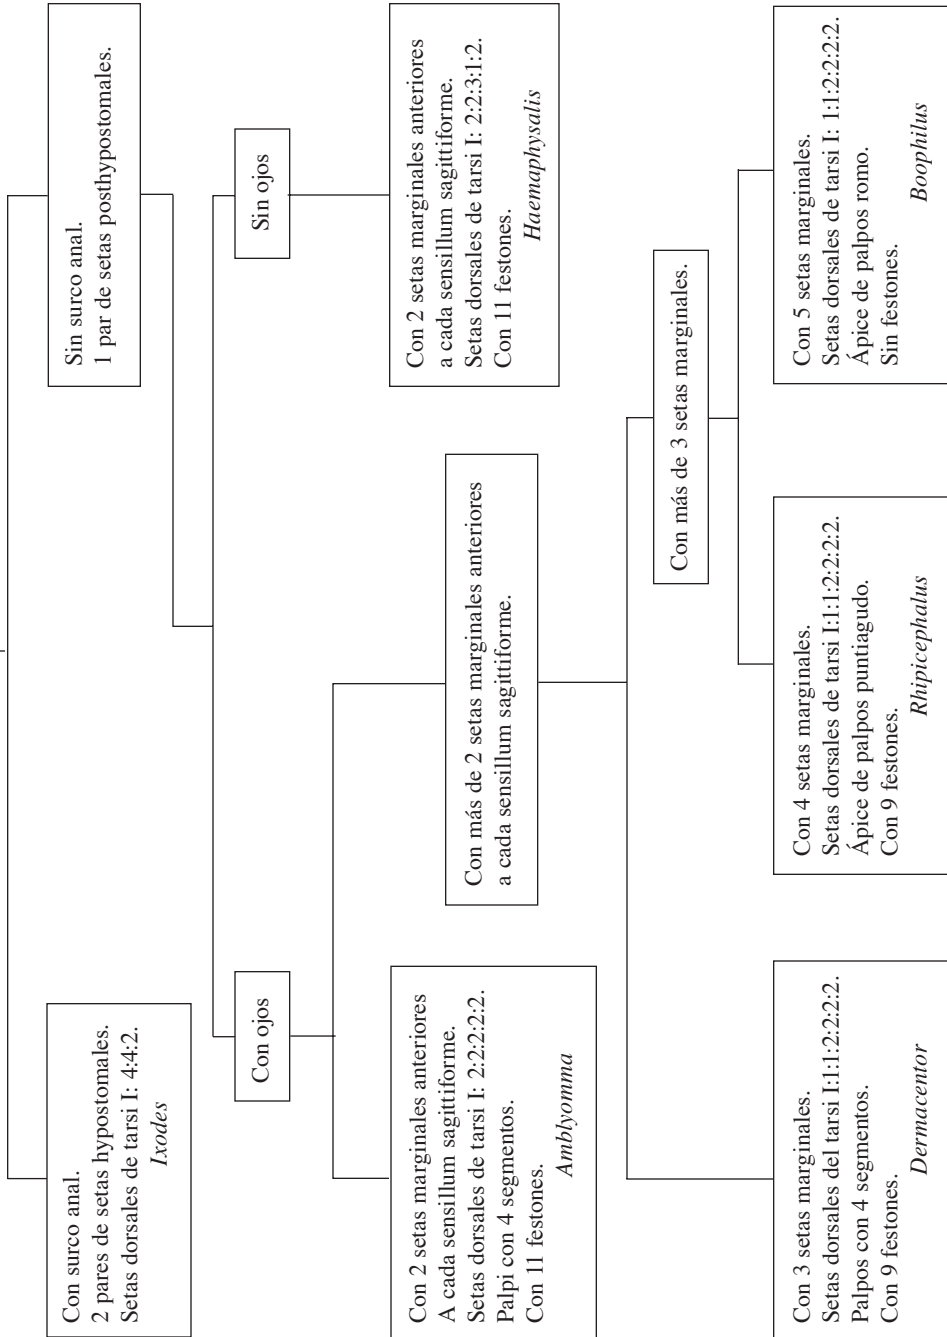 Con surco anal.
2 pares de setas hypostomales.
Setas dorsales de tarsi I: 4:4:2.
Ixodes
Sin surco anal.
1 par de setas posthypostomales.
Con ojos
Sin ojos
Con 2 setas marginales anteriores
A cada sensillum sagittiforme.
Setas dorsales de tarsi I: 2:2:2:2:2.
Palpi con 4 segmentos.
Con 11 festones.
Amblyomma
Con más de 2 setas marginales anteriores
a cada sensillum sagittiforme.
Con 2 setas marginales anteriores
a cada sensillum sagittiforme.
Setas dorsales de tarsi I: 2:2:3:1:2.
Con 11 festones.
Haemaphysalis
Con más de 3 setas marginales.
Con 3 setas marginales.
Setas dorsales del tarsi I:1:1:2:2:2:2.
Palpos con 4 segmentos.
Con 9 festones.
Dermacentor
Con 4 setas marginales.
Setas dorsales de tarsi I:1:1:2:2:2:2.
Ápice de palpos puntiagudo.
Con 9 festones.
Rhipicephalus
Con 5 setas marginales.
Setas dorsales de tarsi I: 1:1:2:2:2:2.
Ápice de palpos romo.
Sin festones.
Boophilus